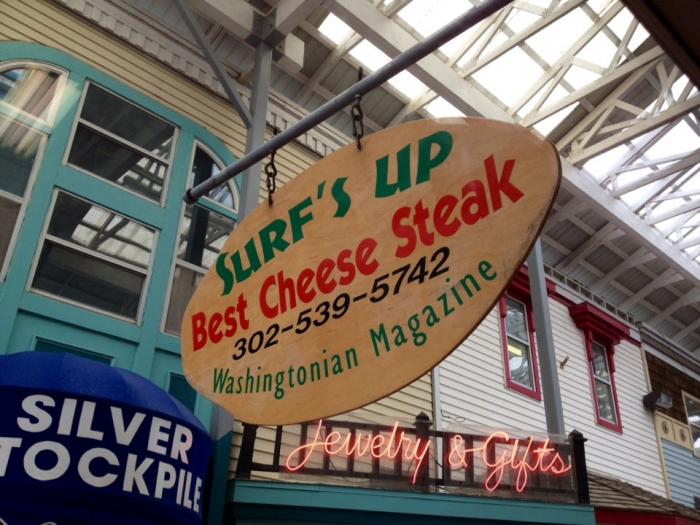 SURF'S UP
Best Cheese Steak
302-539-5742
Washingtonian Magazine
Jewelry & Gifts
SILVER
TOCKPILE